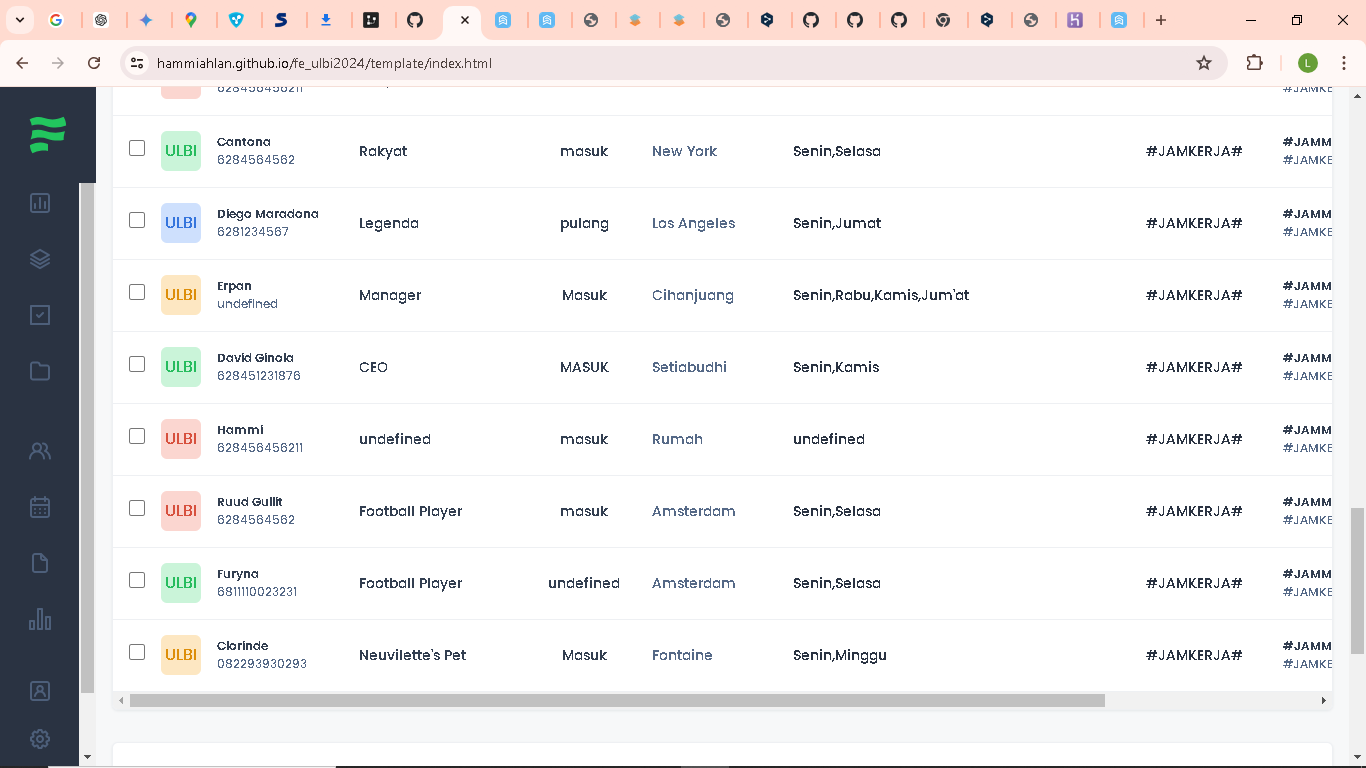 hammiahlan.github.io/fe_ulbi2024/template/index.html
L
628456456211
#JAMKE
ULBI Cantona Rakyat masuk New York Senin,Selasa #JAMKERJA# #JAMM
6284564562 #JAMKE
ULBI Diego Maradona Legenda pulang Los Angeles Senin,Jumat #JAMKERJA# #JAMM
6281234567 #JAMKE
ULBI Erpan Manager Masuk Cihanjuang Senin,Rabu,Kamis,Jum'at #JAMKERJA# #JAMM
undefined #JAMKE
ULBI David Ginola CEO MASUK Setiabudhi Senin,Kamis #JAMKERJA# #JAMM
628451231876 #JAMKE
ULBI Hammi undefined masuk Rumah undefined #JAMKERJA# #JAMM
628456456211 #JAMKE
ULBI Ruud Gullit Football Player masuk Amsterdam Senin,Selasa #JAMKERJA# #JAMM
6284564562 #JAMKE
ULBI Furyna Football Player undefined Amsterdam Senin,Selasa #JAMKERJA# #JAMM
6811110023231 #JAMKE
ULBI Clorinde Neuvilette's Pet Masuk Fontaine Senin,Minggu #JAMKERJA# #JAMM
082293930293 #JAMKE